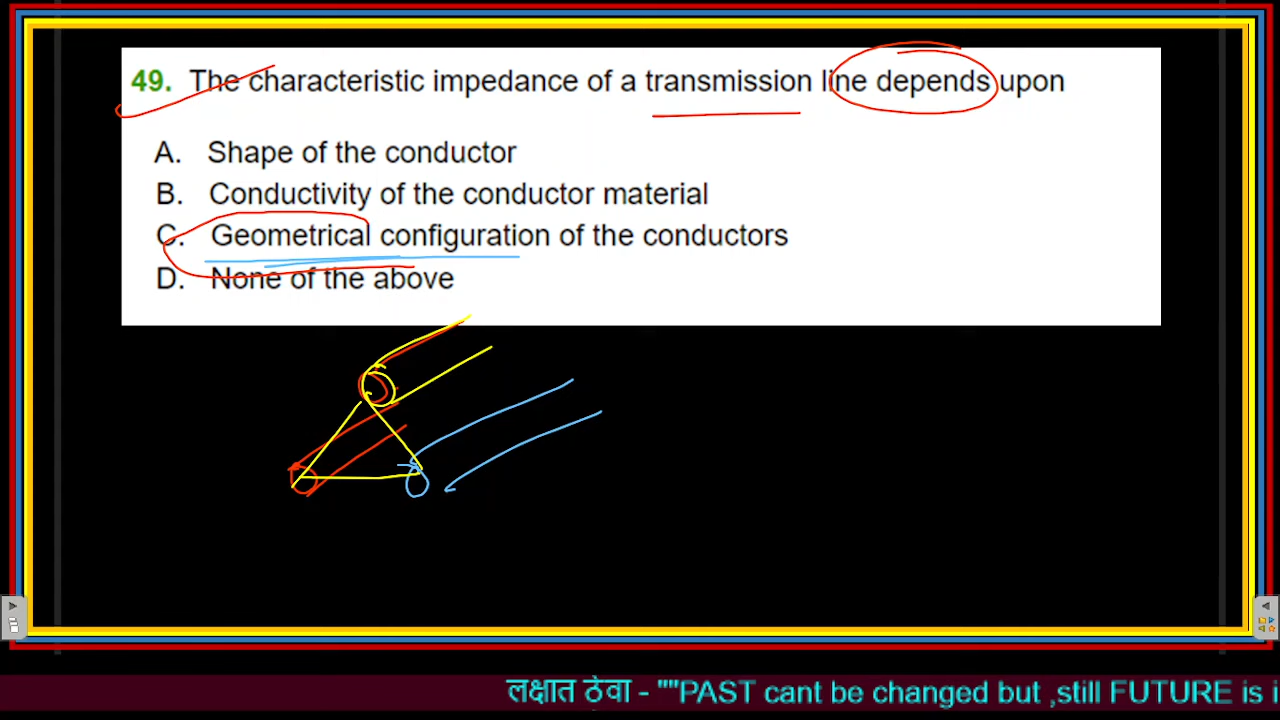 49. The characteristic impedance of a transmission line depends upon
A. Shape of the conductor
B. Conductivity of the conductor material
C. Geometrical configuration of the conductors
D. None of the above
लक्षात ठेवा - ""PAST cant be changed but ,still FUTURE is i